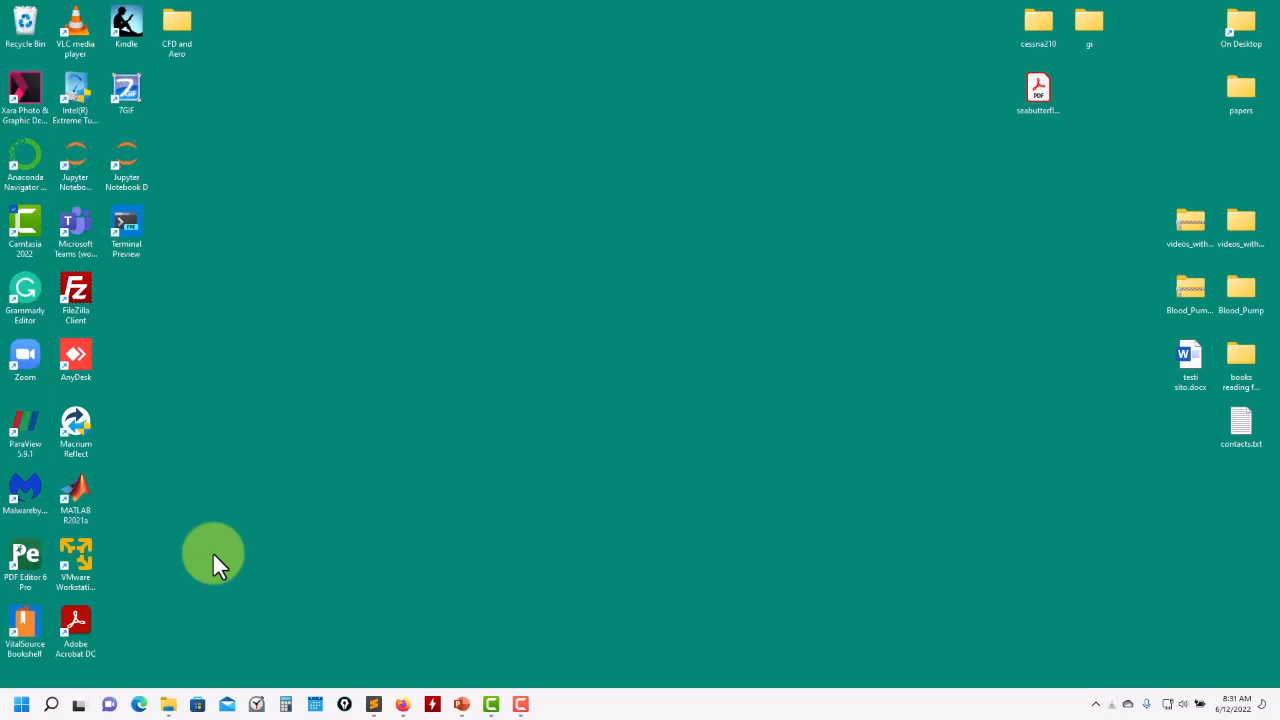 Recycle Bin
VLC media
player
Kindle
CFD and
Aero
cessna210
gi
On Desktop
Xara Photo &
Graphic De...
Intel(R)
Extreme Tu...
7GIF
seabutterfl...
PDF
papers
Anaconda
Navigator ...
Jupyter
Notebo...
Jupyter
Notebook D
Camtasia
2022
Microsoft
Teams (wo...
Terminal
Preview
PRE
videos_with...
videos_with...
Grammarly
Editor
FileZilla
Client
Blood_Pum...
Blood_Pump
Zoom
AnyDesk
testi
sito.docx
books
reading f...
ParaView
5.9.1
Macrium
Reflect
contacts.txt
Malwareby...
MATLAB
R2021a
PDF Editor 6
Pro
VMware
Workstati...
VitalSource
Bookshelf
Adobe
Acrobat DC
8:31 AM
6/12/2022